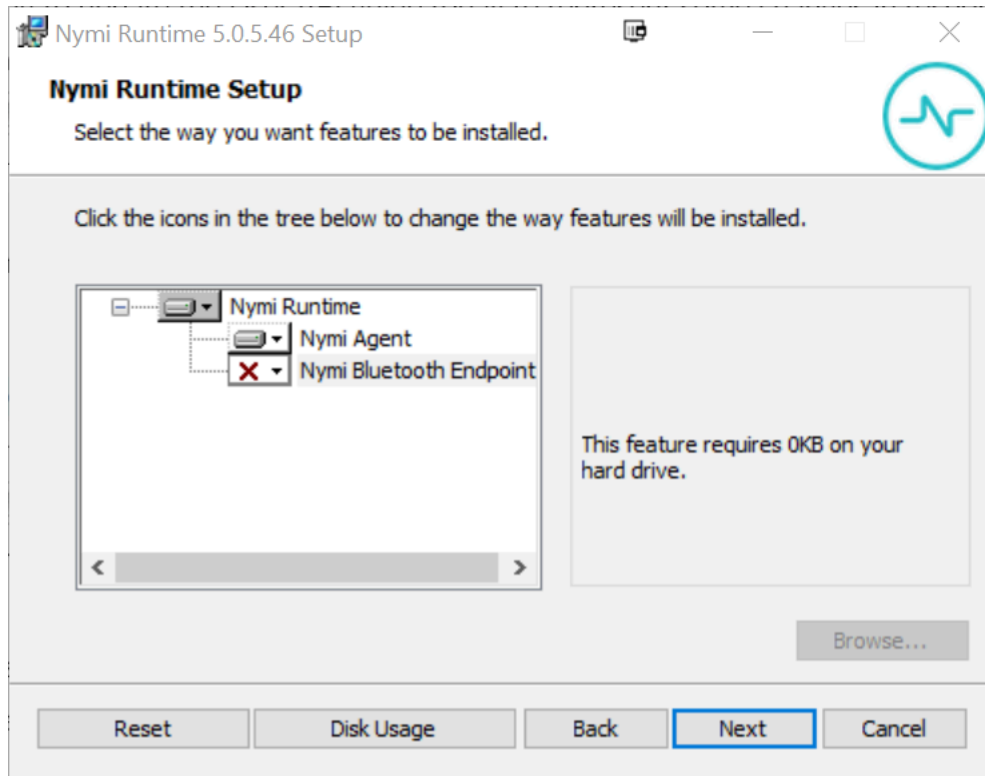 Nymi Runtime 5.0.5.46 Setup
Nymi Runtime Setup
Select the way you want features to be installed.
Click the icons in the tree below to change the way features will be installed.
Nymi Runtime
Nymi Agent
Nymi Bluetooth Endpoint
This feature requires 0KB on your
hard drive.
Browse...
Reset
Disk Usage
Back
Next
Cancel